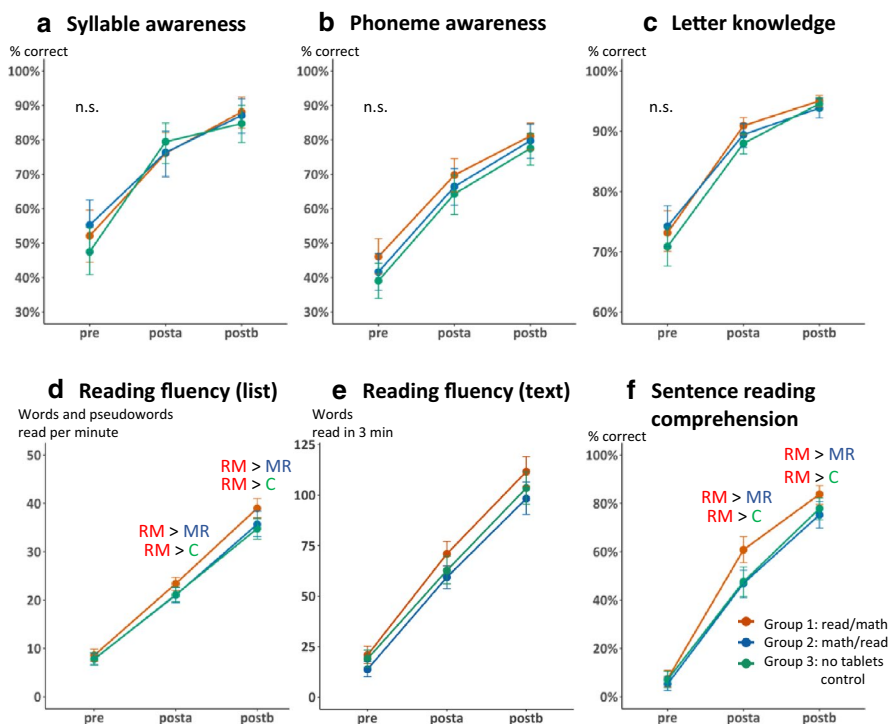 a Syllable awareness
% correct
100%
90%
80%
70%
60%
50%
40%
30%
n.s.
pre posta postb
b Phoneme awareness
% correct
100%
90%
80%
70%
60%
50%
40%
30%
n.s.
pre posta postb
c Letter knowledge
% correct
100%
90%
80%
70%
60%
n.s.
pre posta postb
d Reading fluency (list)
Words and pseudowords
read per minute
50
40
30
20
10
0
RM > MR
RM > C
RM > MR
RM > C
pre posta postb
e Reading fluency (text)
Words
read in 3 min
125
100
75
25
0
pre posta postb
f Sentence reading
comprehension
% correct
100%
80%
60%
40%
20%
0%
RM > MR
RM > C
RM > MR
RM > C
Group 1: read/math
Group 2: math/read
Group 3: no tablets
control
pre posta postb